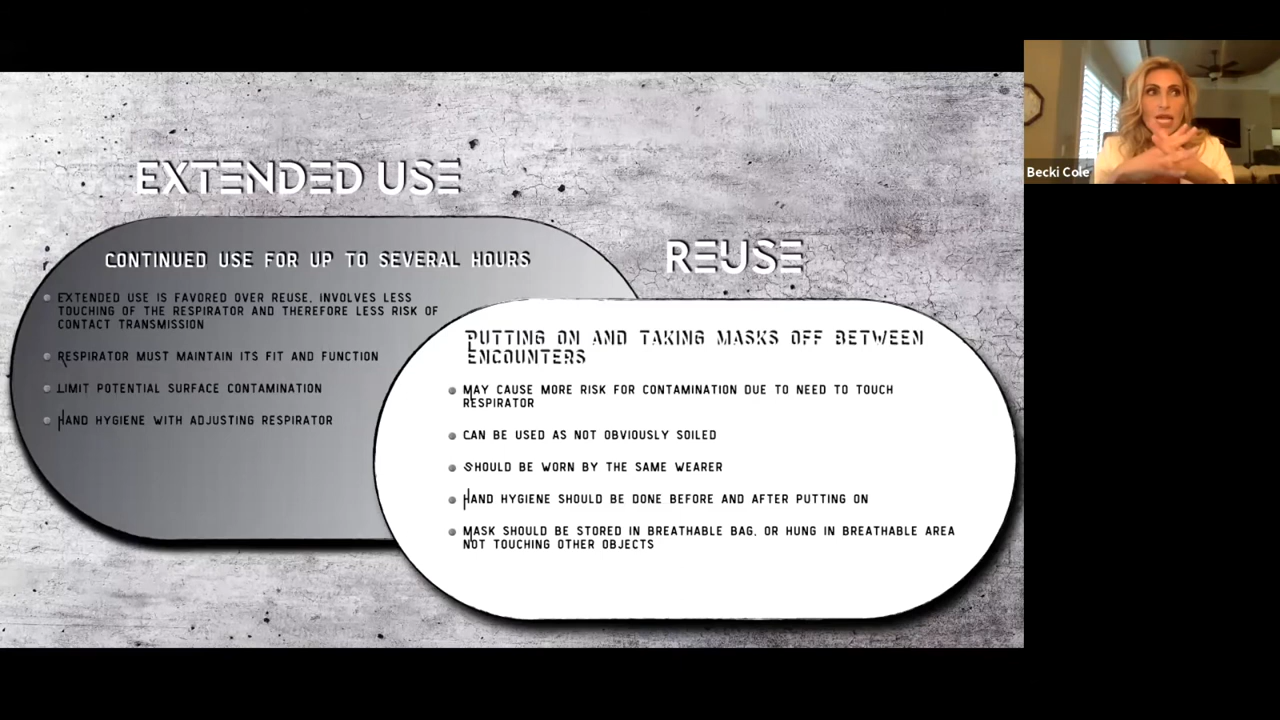 EXTENDED USE
CONTINUED USE FOR UP TO SEVERAL HOURS
EXTENDED USE IS FAVORED OVER REUSE, INVOLVES LESS
TOUCHING OF THE RESPIRATOR AND THEREFORE LESS RISK OF
CONTACT TRANSMISSION
RESPIRATOR MUST MAINTAIN ITS FIT AND FUNCTION
LIMIT POTENTIAL SURFACE CONTAMINATION
HAND HYGIENE WITH ADJUSTING RESPIRATOR
REUSE
PUTTING ON AND TAKING MASKS OFF BETWEEN
ENCOUNTERS
MAY CAUSE MORE RISK FOR CONTAMINATION DUE TO NEED TO TOUCH
RESPIRATOR
CAN BE USED AS NOT OBVIOUSLY SOILED
SHOULD BE WORN BY THE SAME WEARER
HAND HYGIENE SHOULD BE DONE BEFORE AND AFTER PUTTING ON
MASK SHOULD BE STORED IN BREATHABLE BAG, OR HUNG IN BREATHABLE AREA
NOT TOUCHING OTHER OBJECTS
Becki Cole